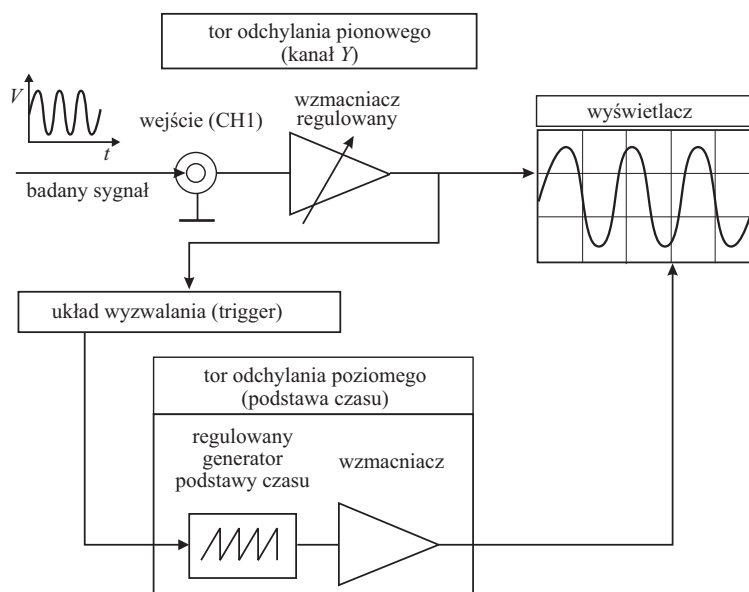 tor odchylania pionowego
(kanał Y)
V
t
wejście (CH1)
wzmacniacz
regulowany
wyświetlacz
badany sygnał
układ wyzwalania (trigger)
tor odchylania poziomego
(podstawa czasu)
regulowany
generator
podstawy czasu
wzmacniacz